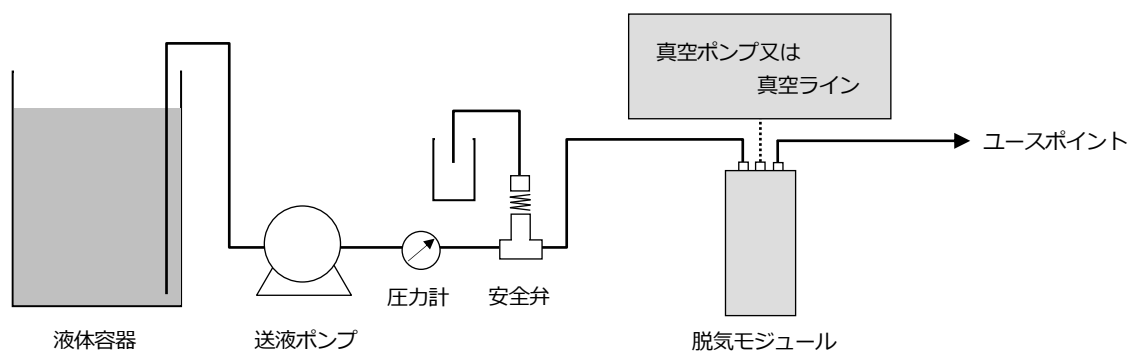 真空ポンプ又は
真空ライン
ユースポイント
圧力計
安全弁
液体容器
送液ポンプ
脱気モジュール